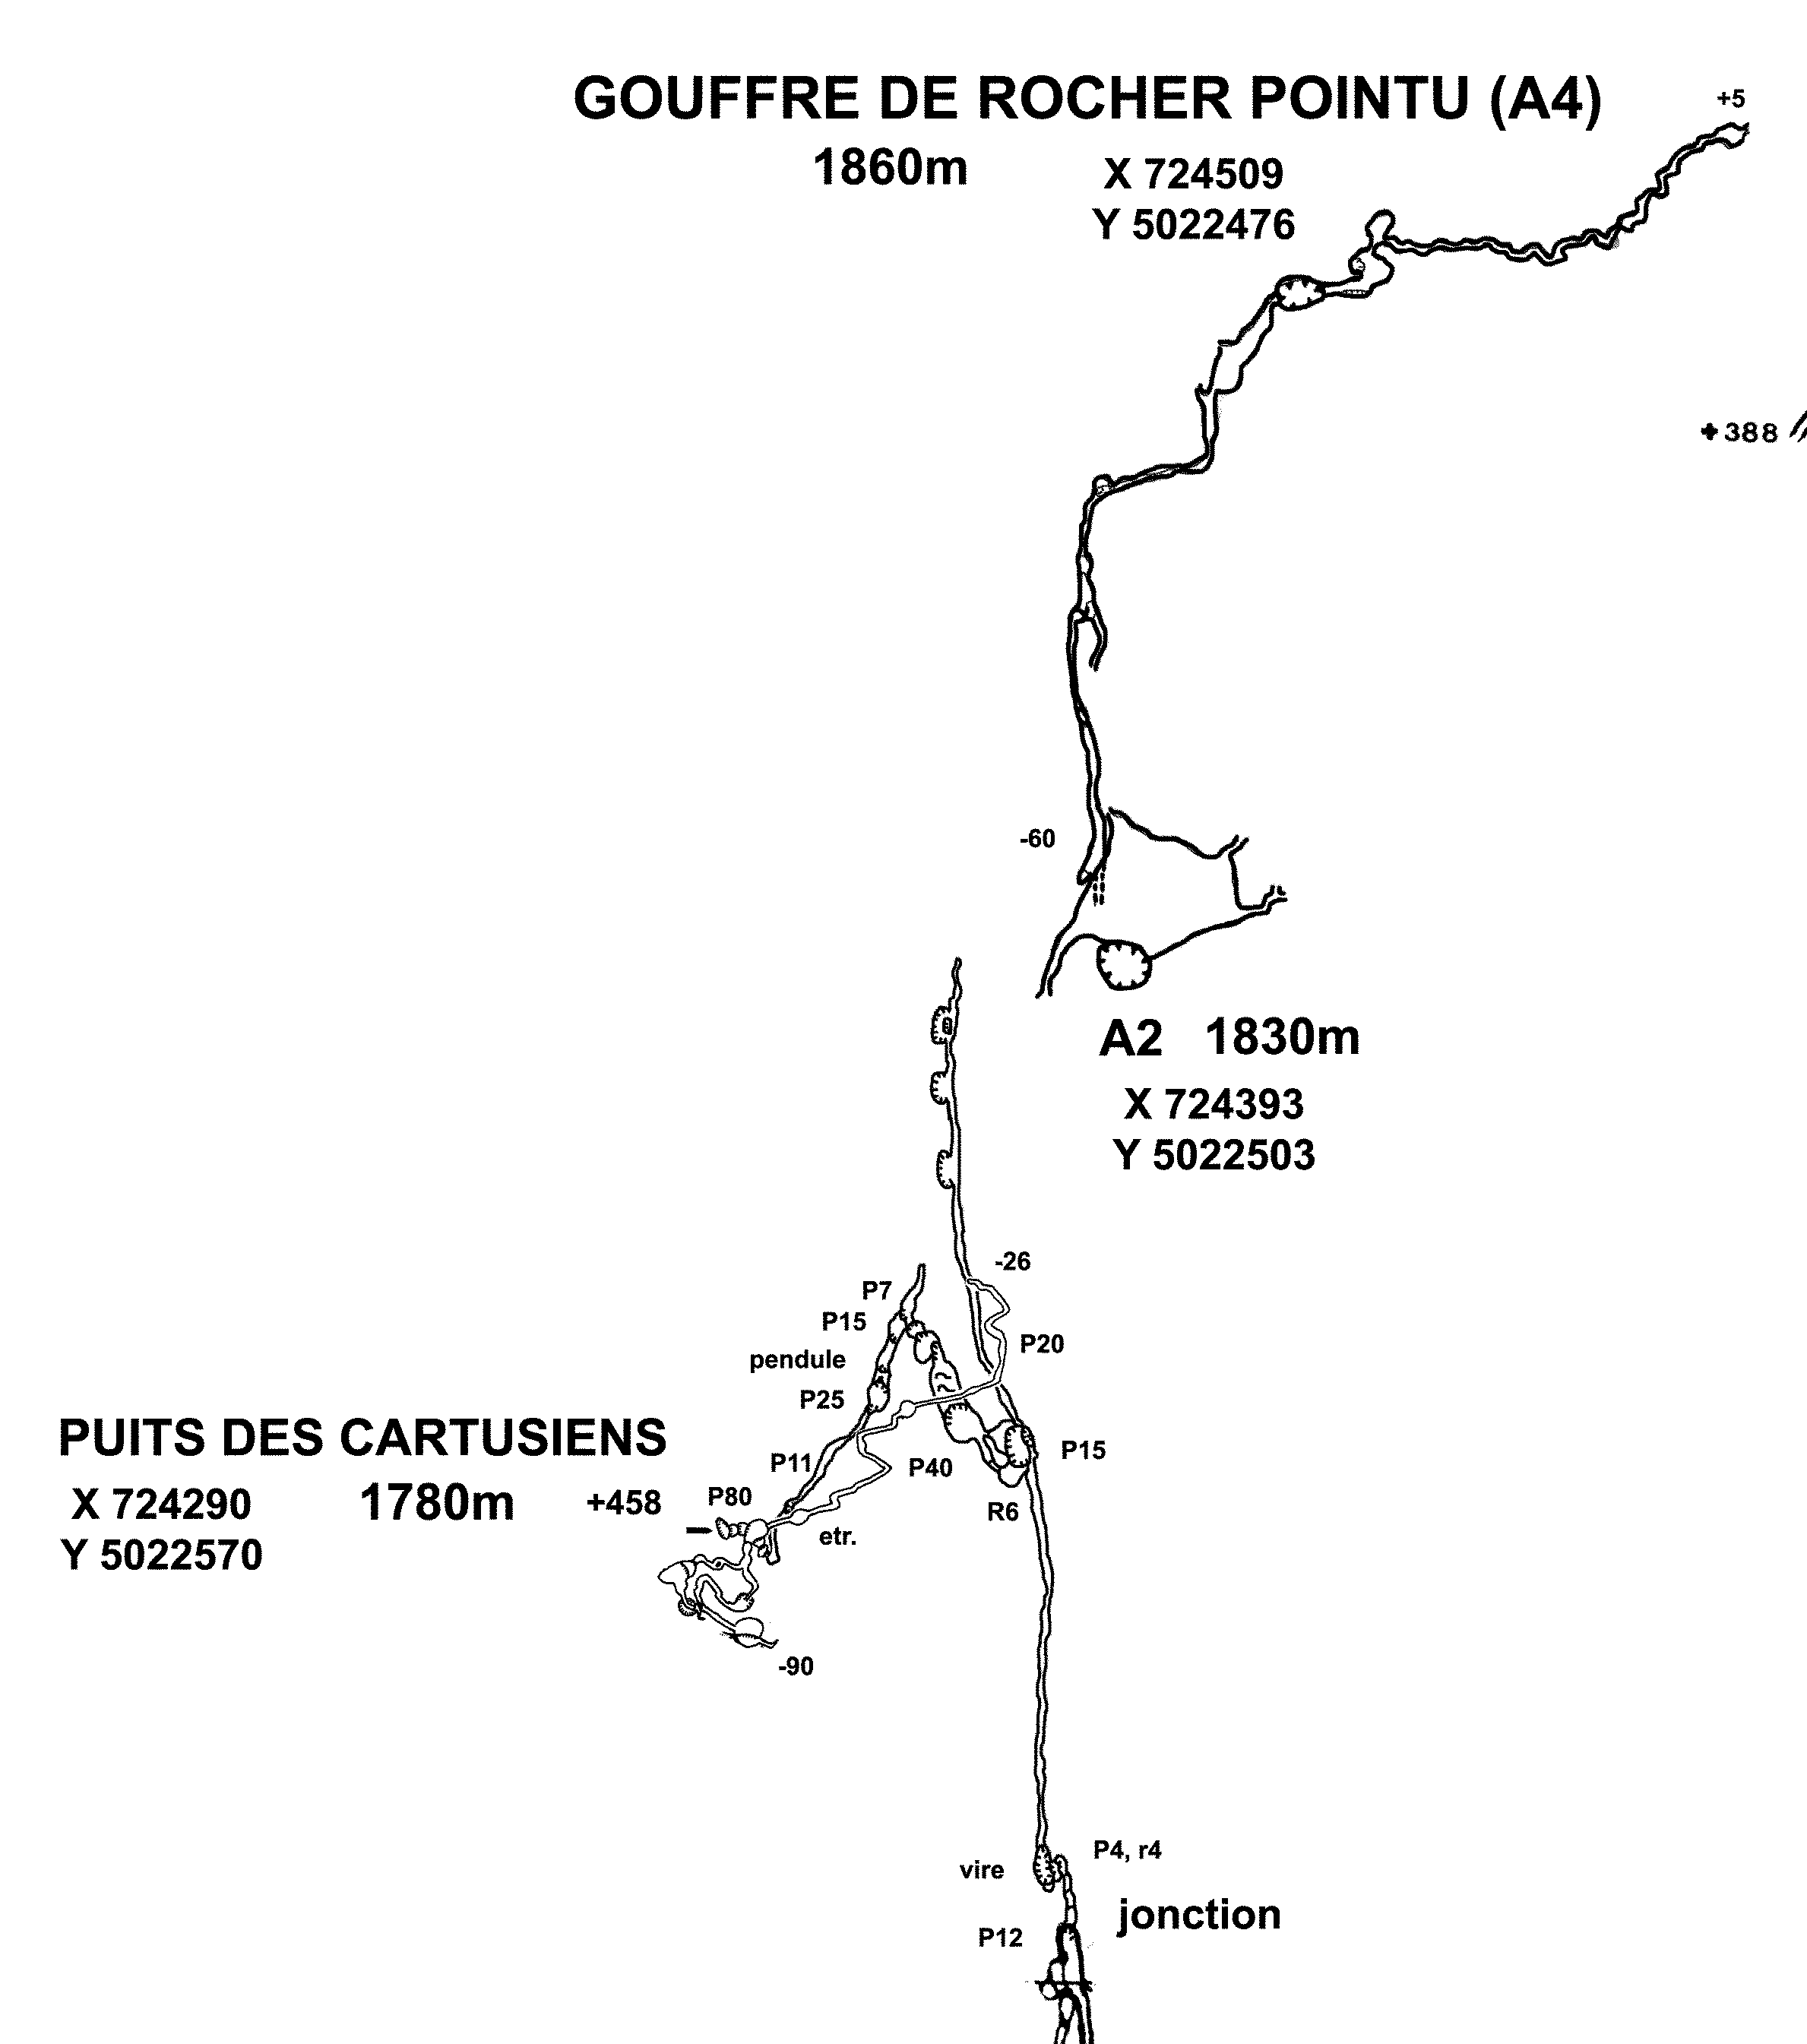 GOUFFRE DE ROCHER POINTU (A4)
+5
1860m
X 724509
Y 5022476
+388
-60
A2 1830m
X 724393
Y 5022503
-26
P7
P15
P20
pendule
P25
PUITS DES CARTUSIENS
P15
P11
P40
X 724290
1780m
+458
P80
R6
etr.
Y 5022570
-90
P4, r4
vire
jonction
P12